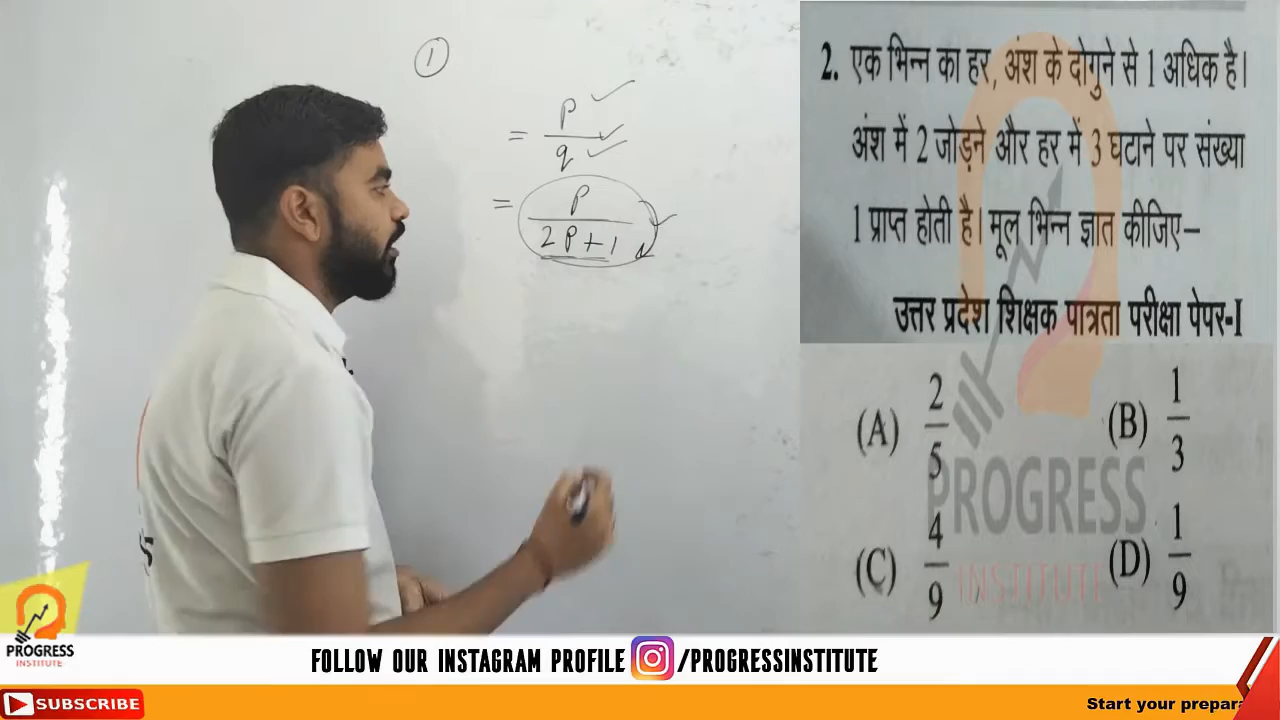 ①
= p/q
= p/(2p+1)
2. एक भिन्न का हर, अंश के दोगुने से 1 अधिक है।
अंश में 2 जोड़ने और हर में 3 घटाने पर संख्या
1 प्राप्त होती है। मूल भिन्न ज्ञात कीजिए–
उत्तर प्रदेश शिक्षक पात्रता परीक्षा पेपर-I
(A) 2/5 (B) 1/3
(C) 4/9 (D) 1/9
PROGRESS
INSTITUTE
PROGRESS
INSTITUTE
FOLLOW OUR INSTAGRAM PROFILE /PROGRESSINSTITUTE
SUBSCRIBE
Start your prepar